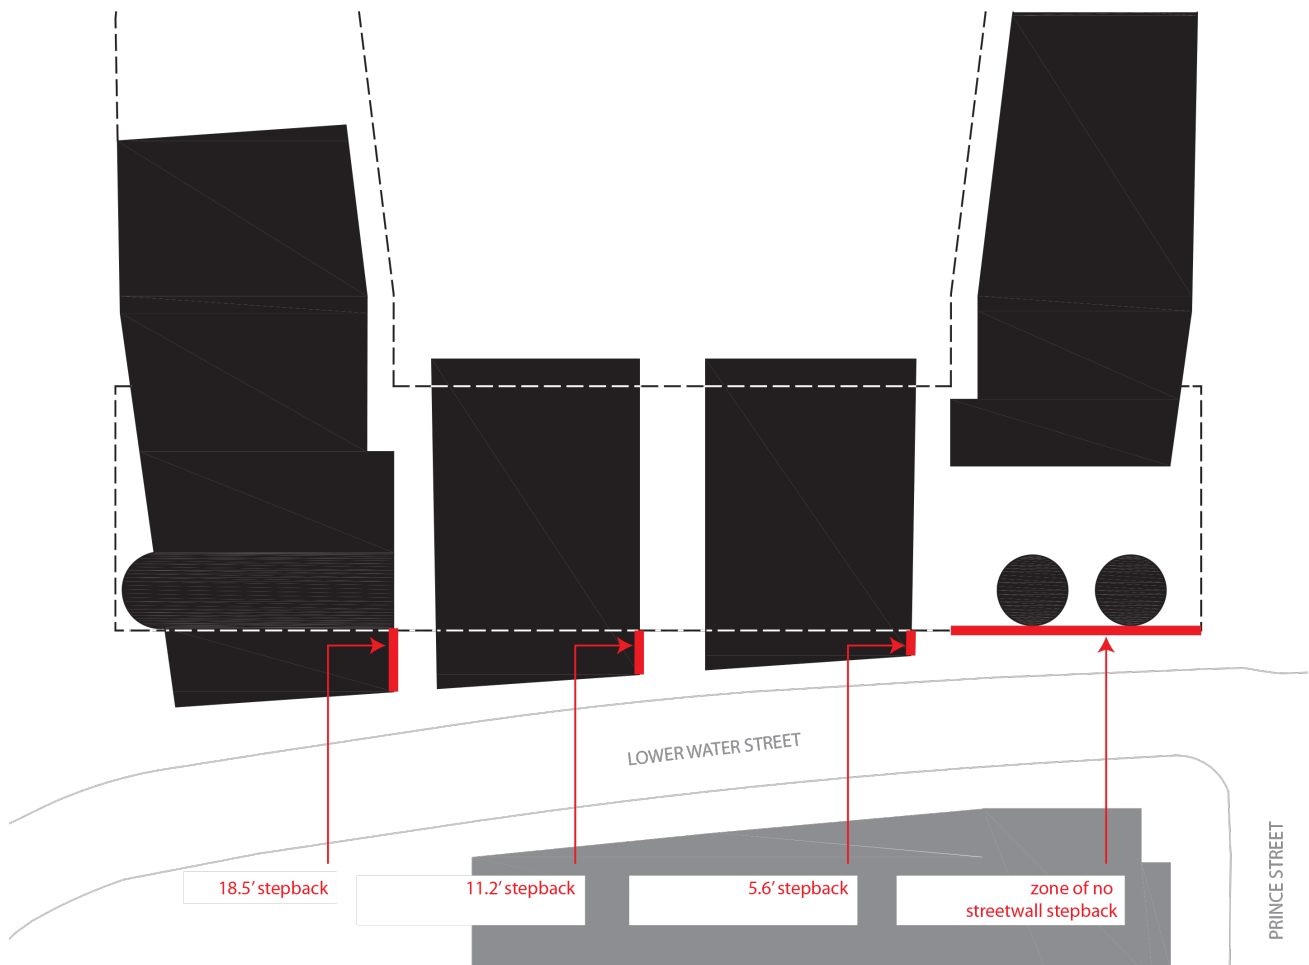 LOWER WATER STREET
PRINCE STREET
18.5’ stepback
11.2’ stepback
5.6’ stepback
zone of no
streetwall stepback